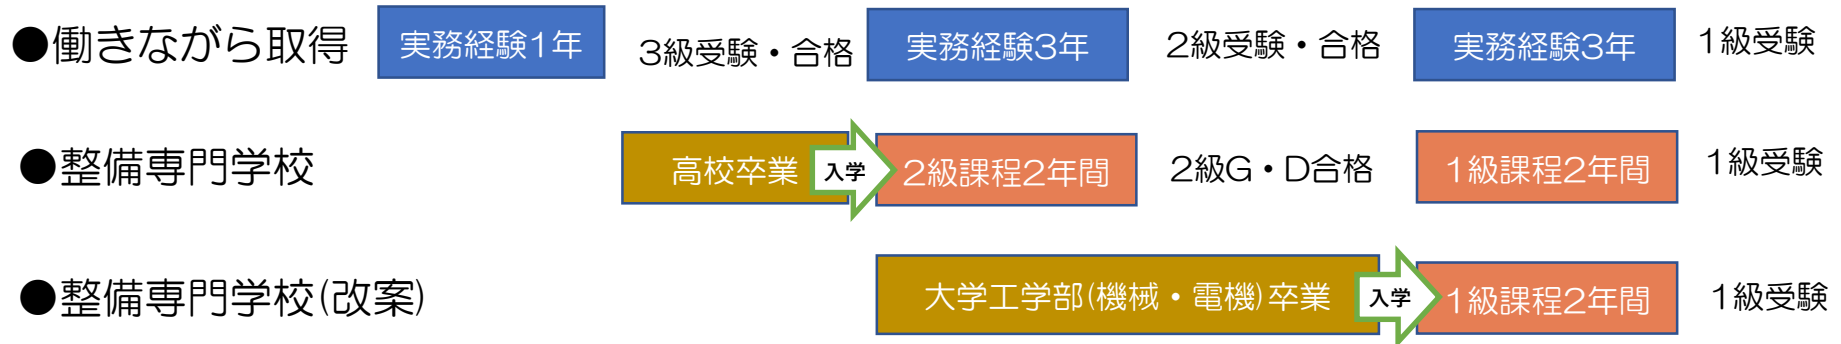 ●働きながら取得 実務経験1年 3級受験・合格 実務経験3年 2級受験・合格 実務経験3年 1級受験
●整備専門学校 高校卒業 入学 2級課程2年間 2級G・D合格 1級課程2年間 1級受験
●整備専門学校(改案) 大学工学部(機械・電機)卒業 入学 1級課程2年間 1級受験